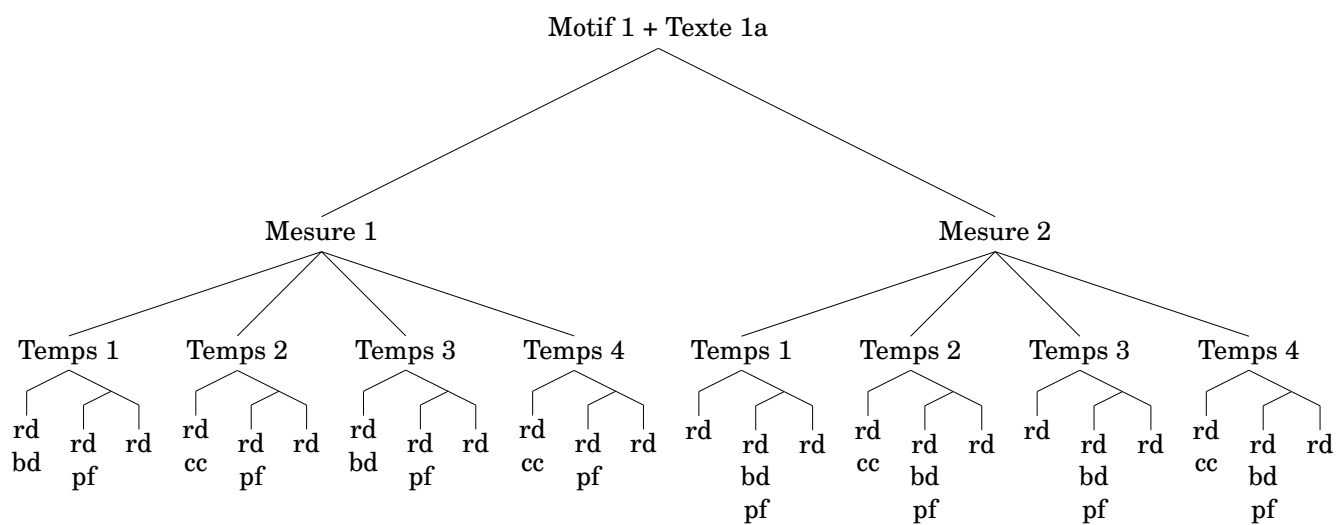 Motif 1 + Texte 1a
Mesure 1 Mesure 2
Temps 1 Temps 2 Temps 3 Temps 4 Temps 1 Temps 2 Temps 3 Temps 4
rd rd rd rd rd rd rd rd rd rd rd rd rd rd rd rd rd rd rd rd rd rd rd rd
bd pf cc pf bd pf cc pf bd cc bd bd cc bd
pf pf pf pf